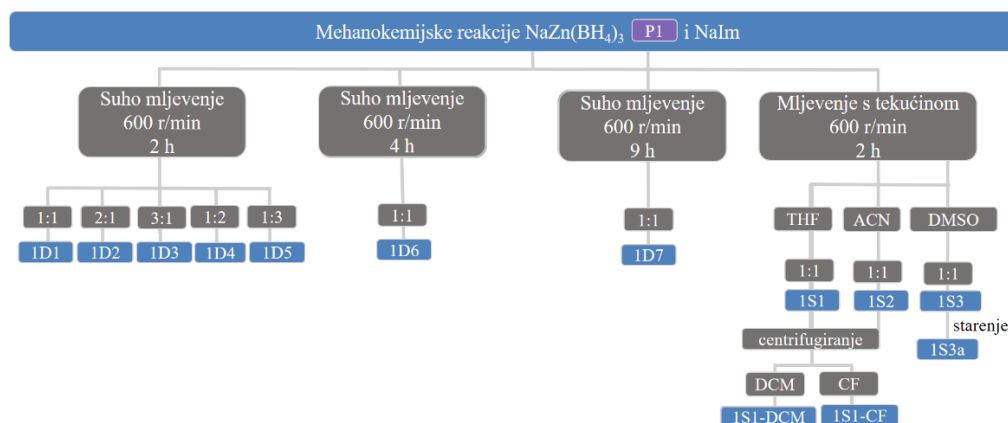 Mehanokemijske reakcije NaZn(BH₄)₃ P1 i NaIm
Suho mljevenje
600 r/min
2 h
Suho mljevenje
600 r/min
4 h
Suho mljevenje
600 r/min
9 h
Mljevenje s tekućinom
600 r/min
2 h
1:1 2:1 3:1 1:2 1:3
1D1 1D2 1D3 1D4 1D5
1:1
1D6
1:1
1D7
THF ACN DMSO
1:1 1:1 1:1
1S1 1S2 1S3
starenje
1S3a
centrifugiranje
DCM CF
1S1-DCM 1S1-CF